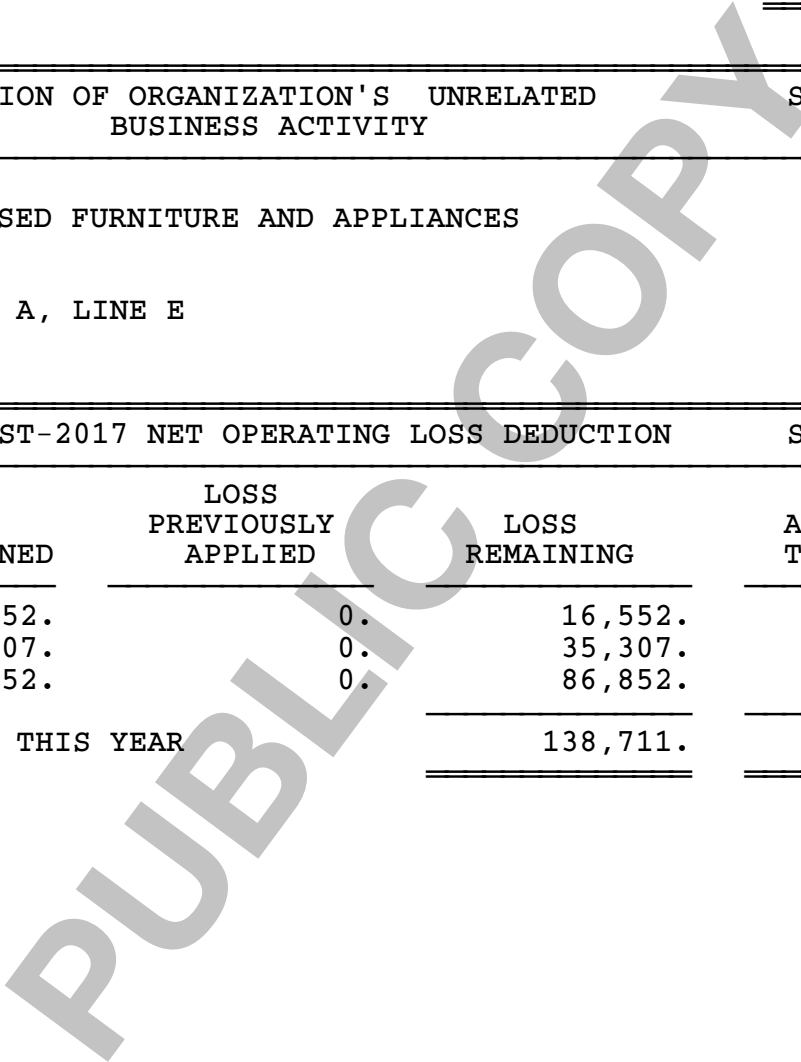 ION OF ORGANIZATION'S UNRELATED S
BUSINESS ACTIVITY
SED FURNITURE AND APPLIANCES
A, LINE E
ST-2017 NET OPERATING LOSS DEDUCTION S
LOSS
PREVIOUSLY LOSS A
NED APPLIED REMAINING T
52. 0. 16,552.
07. 0. 35,307.
52. 0. 86,852.
THIS YEAR 138,711.
PUBLIC COPY